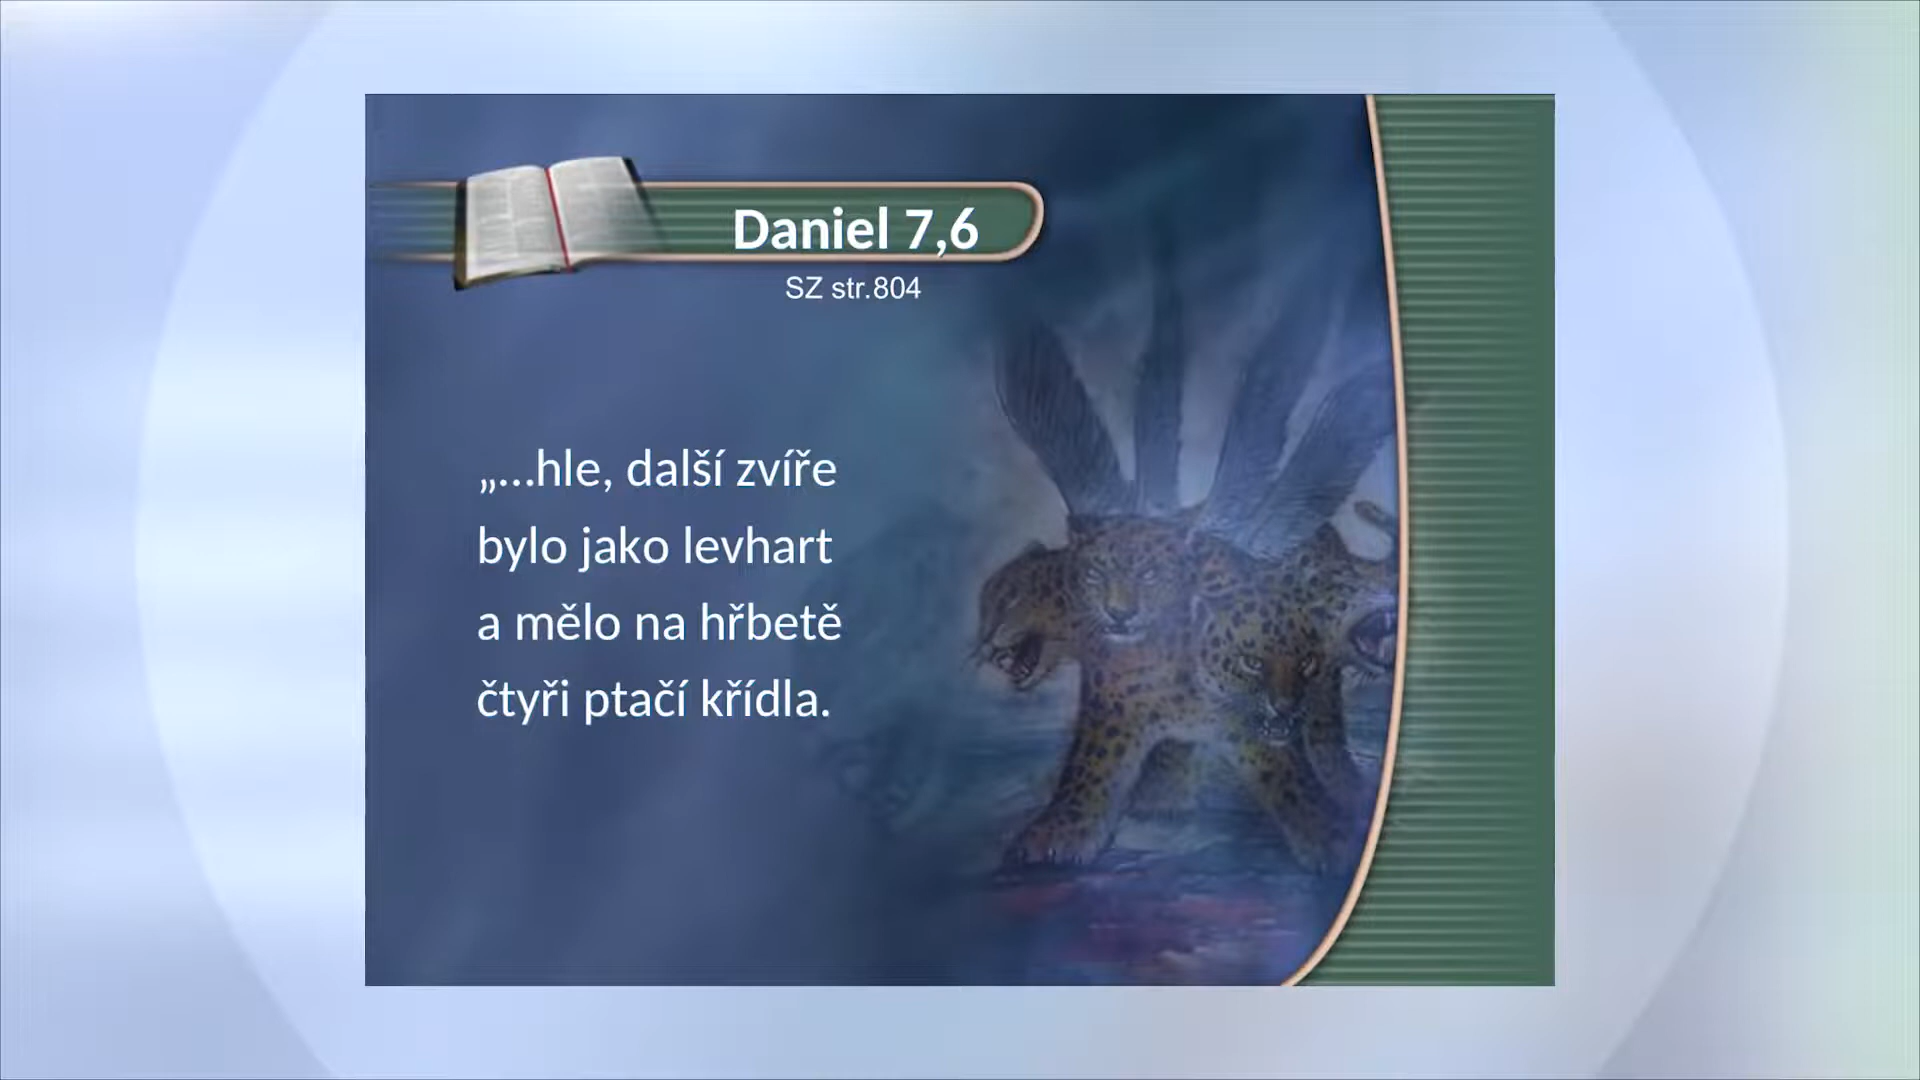 Daniel 7,6
SZ str.804
„...hle, další zvíře
bylo jako levhart
a mělo na hřbetě
čtyři ptačí křídla.